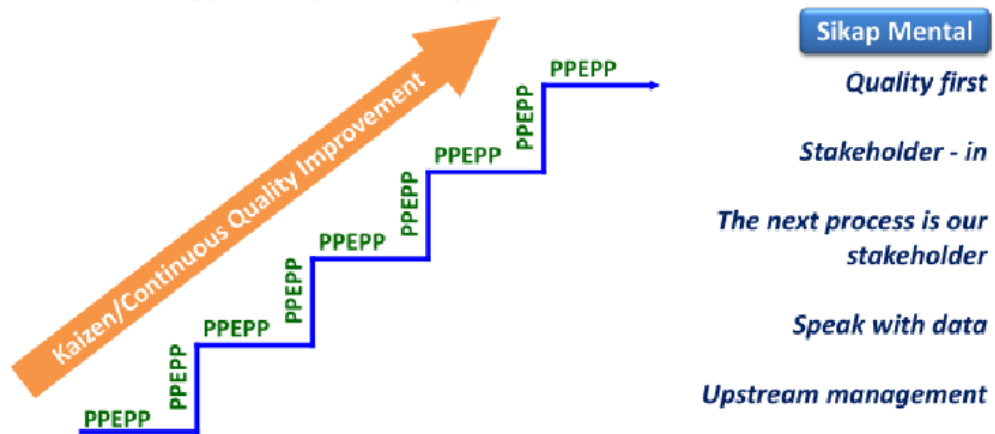 Sikap Mental
Quality first
Stakeholder - in
The next process is our
stakeholder
Speak with data
Upstream management
Kaizen/Continuous Quality Improvement
PPEPP
PPEPP
PPEPP
PPEPP
PPEPP
PPEPP
PPEPP
PPEPP
PPEPP